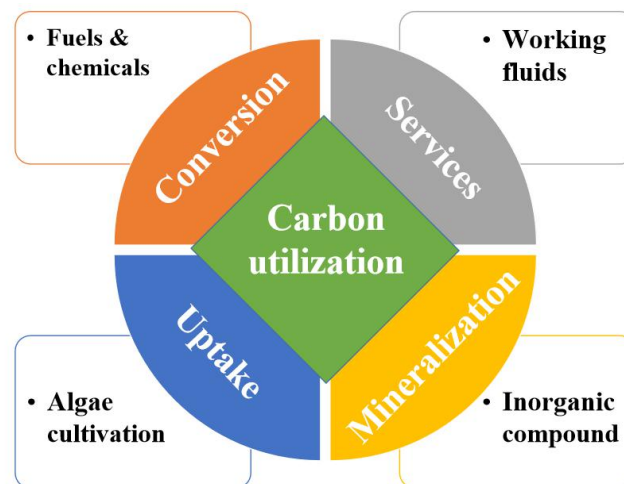 • Fuels &
chemicals
• Working
fluids
Conversion
Services
Carbon
utilization
Uptake
Mineralization
• Algae
cultivation
• Inorganic
compound